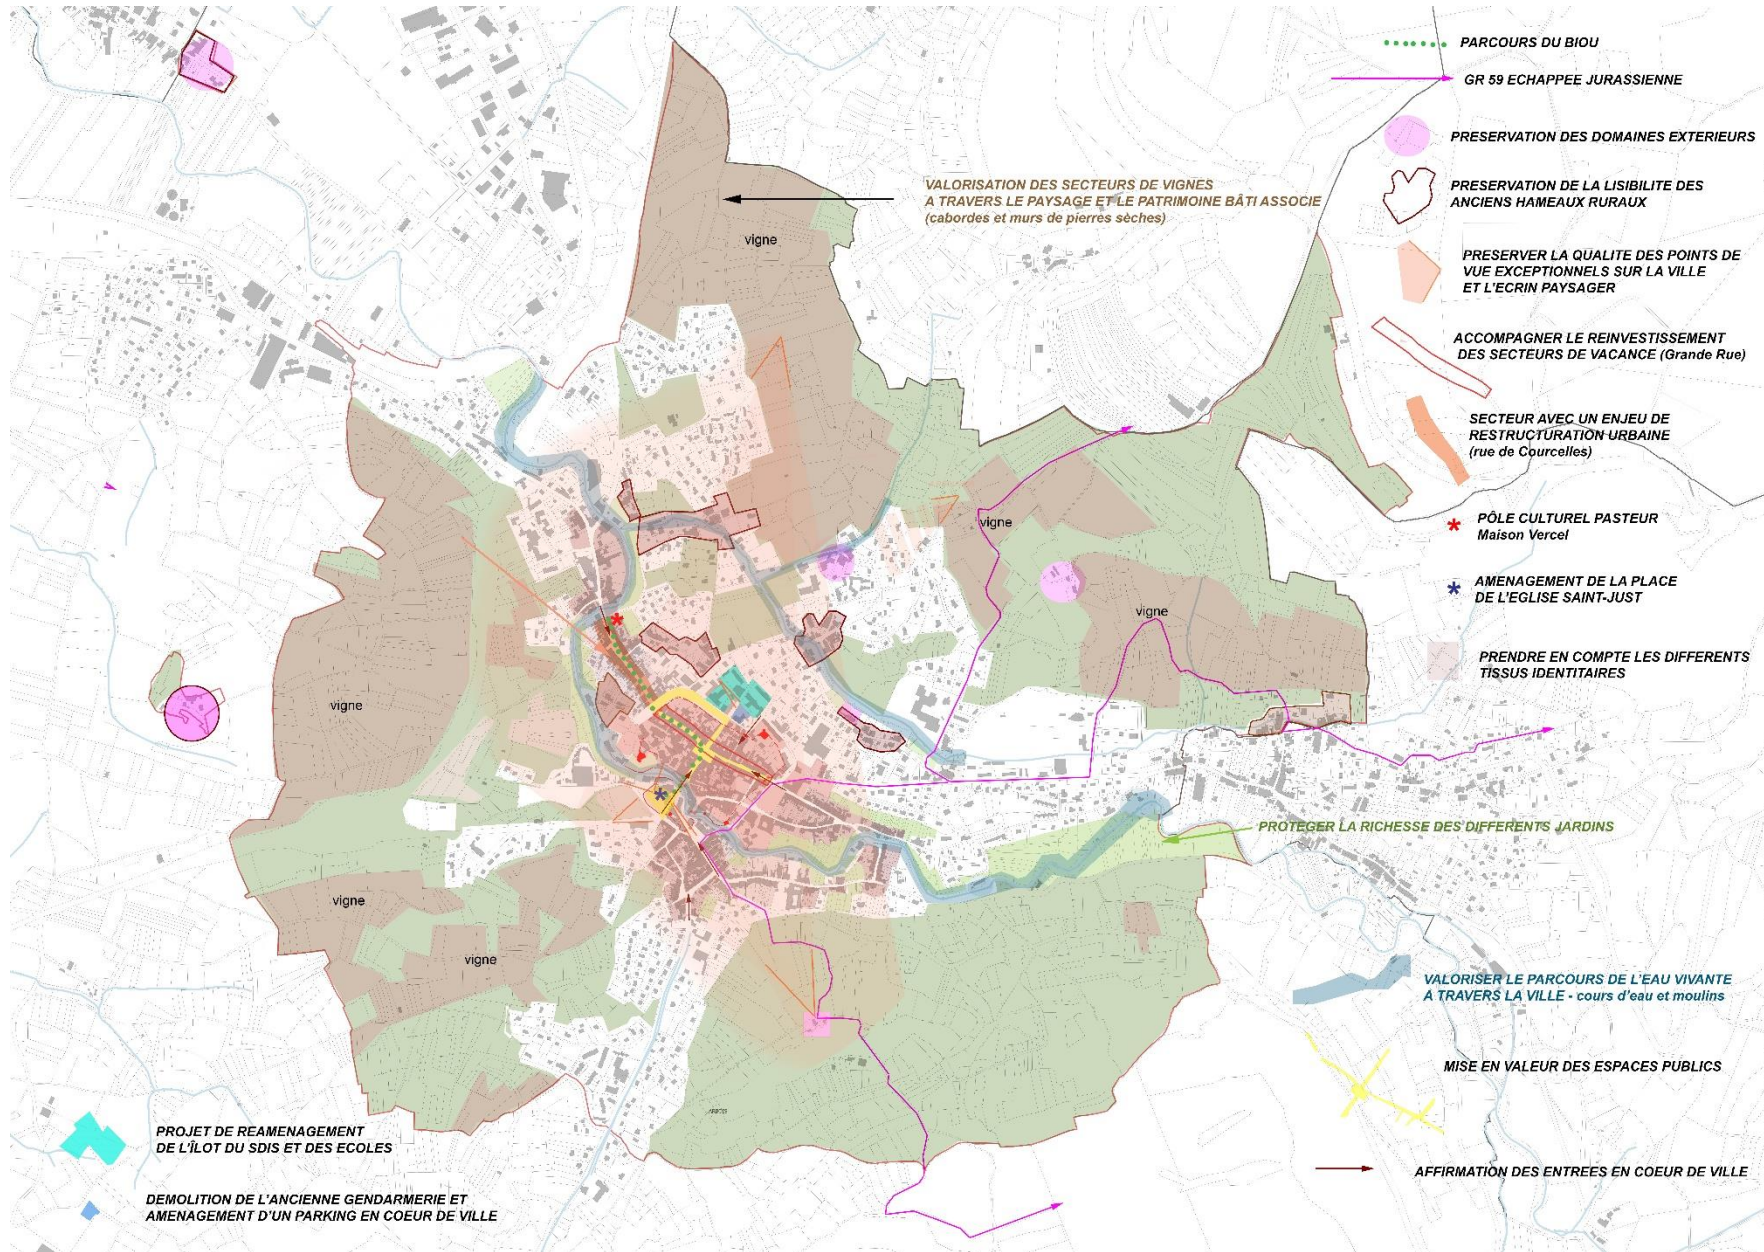 PARCOURS DU BIOU
GR 59 ECHAPPEE JURASSIENNE
PRESERVATION DES DOMAINES EXTERIEURS
PRESERVATION DE LA LISIBILITE DES
ANCIENS HAMEAUX RURAUX
VALORISATION DES SECTEURS DE VIGNES
A TRAVERS LE PAYSAGE ET LE PATRIMOINE BÂTI ASSOCIE
(cabordes et murs de pierres sèches)
vigne
PRESERVER LA QUALITE DES POINTS DE
VUE EXCEPTIONNELS SUR LA VILLE
ET L'ECRIN PAYSAGER
ACCOMPAGNER LE REINVESTISSEMENT
DES SECTEURS DE VACANCE (Grande Rue)
SECTEUR AVEC UN ENJEU DE
RESTRUCTURATION URBAINE
(rue de Courcelles)
vigne
PÔLE CULTUREL PASTEUR
Maison Vercel
AMENAGEMENT DE LA PLACE
DE L'EGLISE SAINT-JUST
vigne
PRENDRE EN COMPTE LES DIFFERENTS
TISSUS IDENTITAIRES
vigne
PROTEGER LA RICHESSE DES DIFFERENTS JARDINS
vigne
vigne
VALORISER LE PARCOURS DE L'EAU VIVANTE
A TRAVERS LA VILLE - cours d'eau et moulins
MISE EN VALEUR DES ESPACES PUBLICS
PROJET DE REAMENAGEMENT
DE L'ÎLOT DU SDIS ET DES ECOLES
AFFIRMATION DES ENTREES EN COEUR DE VILLE
DEMOLITION DE L'ANCIENNE GENDARMERIE ET
AMENAGEMENT D'UN PARKING EN COEUR DE VILLE